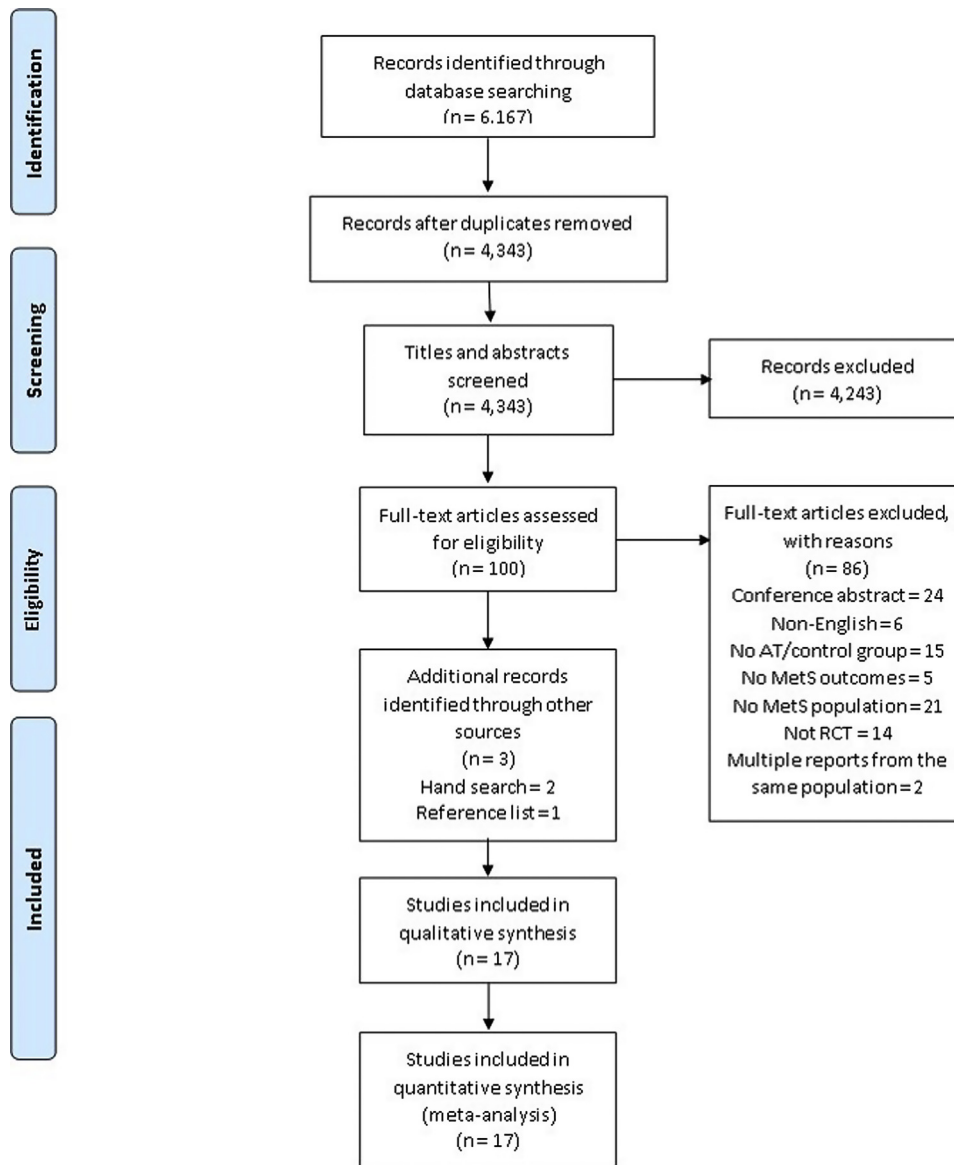 Identification
Records identified through
database searching
(n= 6,167)
Records after duplicates removed
(n= 4,343)
Screening
Titles and abstracts
screened
(n= 4,343)
Records excluded
(n= 4,243)
Eligibility
Full-text articles assessed
for eligibility
(n= 100)
Full-text articles excluded,
with reasons
(n= 86)
Conference abstract= 24
Non-English=6
No AT/control group=15
No MetS outcomes=5
No MetS population=21
Not RCT =14
Multiple reports from the
same population=2
Additional records
identified through other
sources
(n= 3)
Hand search= 2
Reference list=1
Included
Studies included in
qualitative synthesis
(n= 17)
Studies included in
quantitative synthesis
(meta-analysis)
(n= 17)